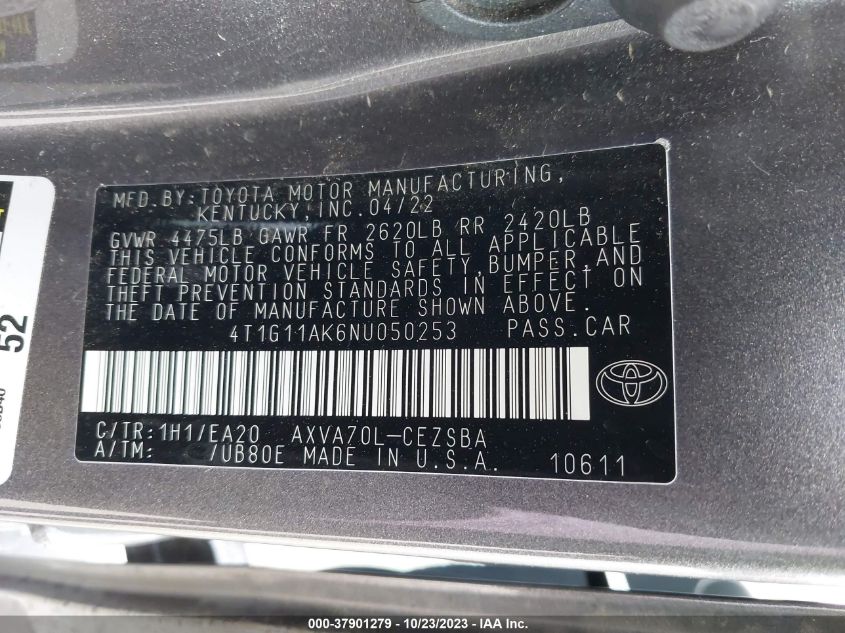 MFD. BY: TOYOTA MOTOR MANUFACTURING,
KENTUCKY, INC. 04/22
GVWR 4475LB GAWR FR 2620LB RR 2420LB
THIS VEHICLE CONFORMS TO ALL APPLICABLE
FEDERAL MOTOR VEHICLE SAFETY, BUMPER, AND
THEFT PREVENTION STANDARDS IN EFFECT ON
THE DATE OF MANUFACTURE SHOWN ABOVE.
4T1G11AK6NU050253 PASS. CAR
C/TR: 1H1/EA20 AXVA70L-CEZSBA
A/TM: /UB80E MADE IN U.S.A. 10611
52
000-37901279 - 10/23/2023 - IAAI.com